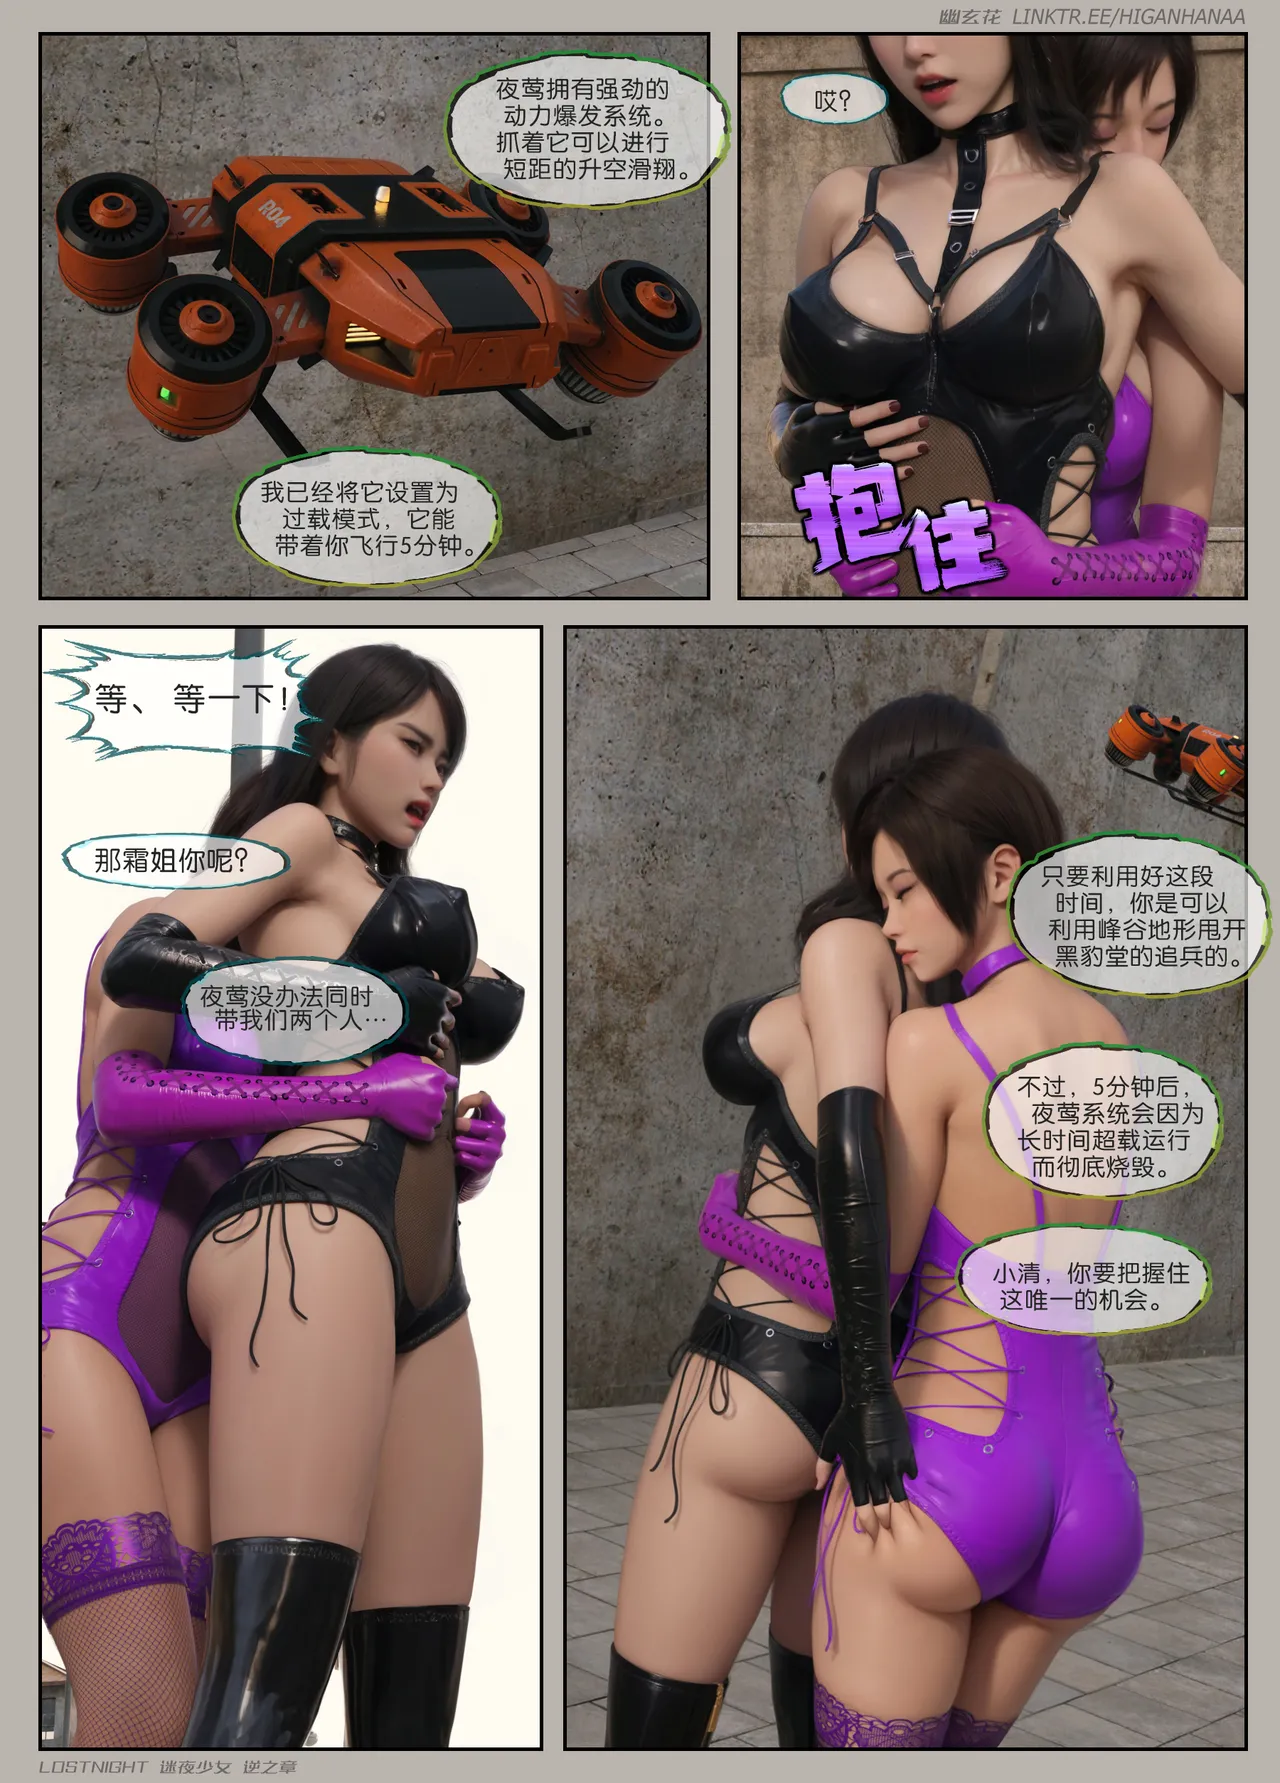 幽玄花 LINKTR.EE/HIGANHANAA
夜莺拥有强劲的
动力爆发系统。
抓着它可以进行
短距的升空滑翔。
R04
我已经将它设置为
过载模式，它能
带着你飞行5分钟。
哎？
抱住
等、等一下！
那霜姐你呢？
夜莺没办法同时
带我们两个人…
只要利用好这段
时间，你是可以
利用峰谷地形甩开
黑豹堂的追兵的。
不过，5分钟后，
夜莺系统会因为
长时间超载运行
而彻底烧毁。
小清，你要把握住
这唯一的机会。
LOSTNIGHT 迷夜少女 逆之章